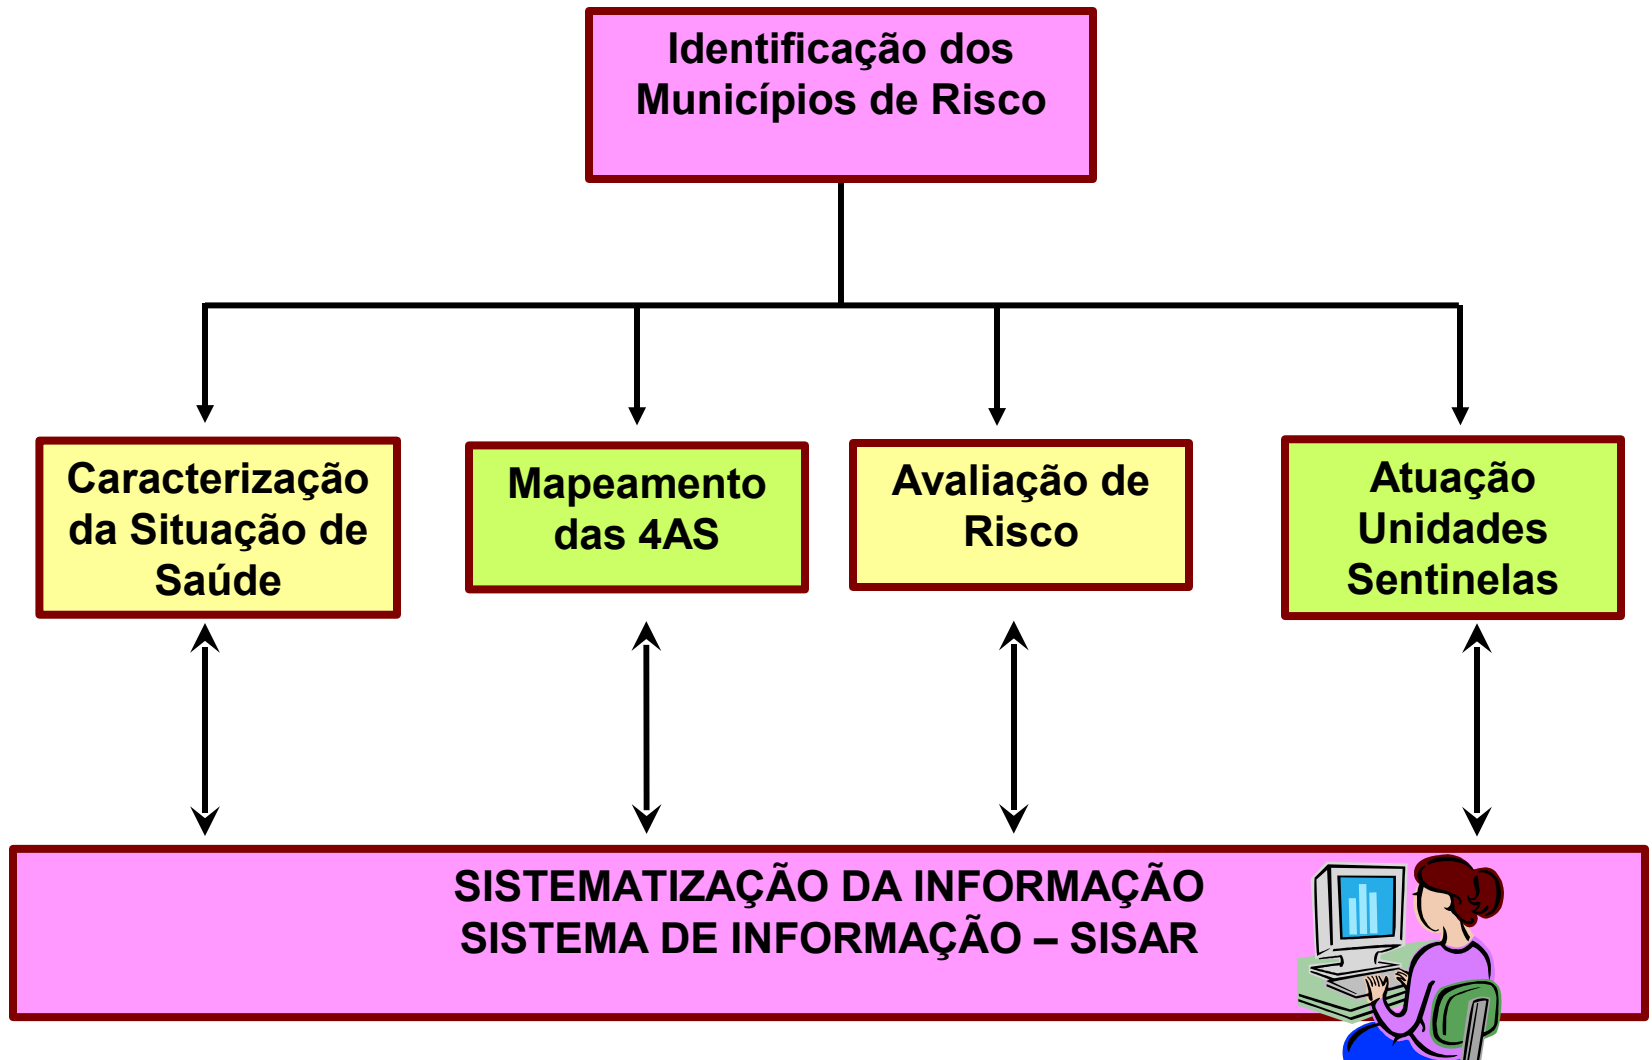 Identificação dos
Municípios de Risco
Caracterização
da Situação de
Saúde
Mapeamento
das 4AS
Avaliação de
Risco
Atuação
Unidades
Sentinelas
SISTEMATIZAÇÃO DA INFORMAÇÃO
SISTEMA DE INFORMAÇÃO – SISAR